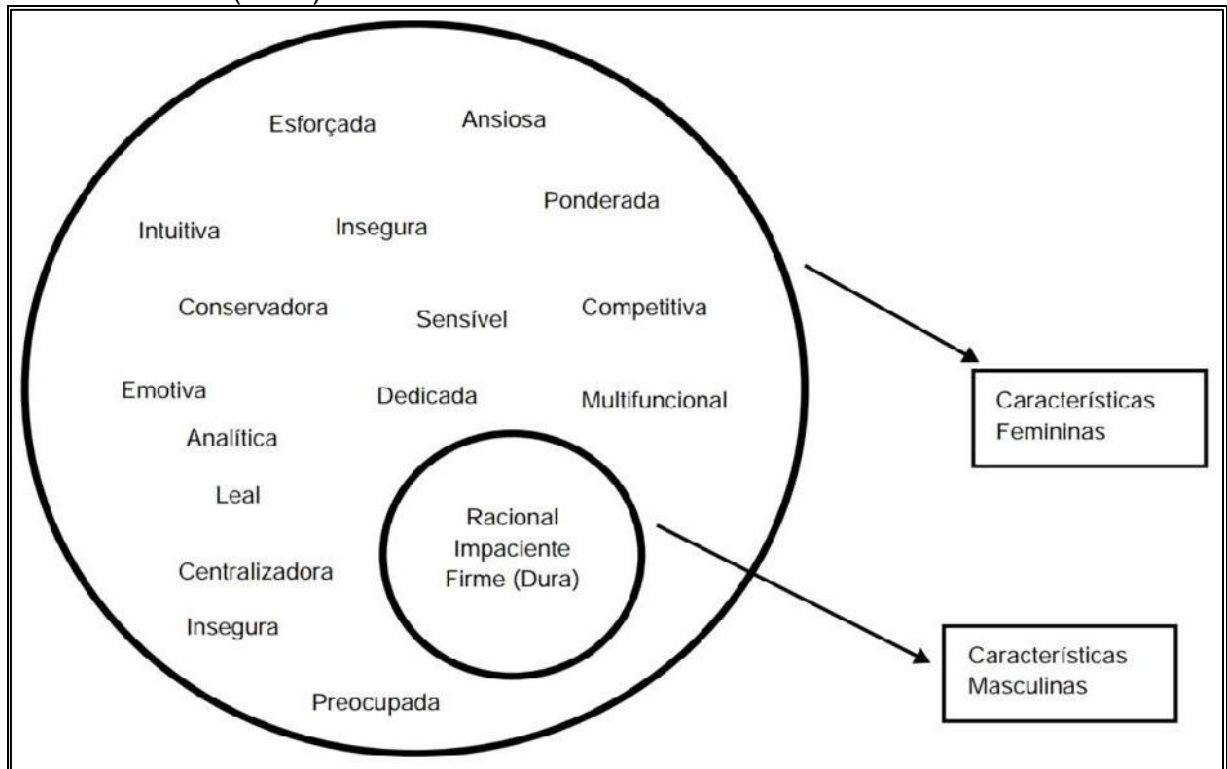 Esforçada
Ansiosa
Ponderada
Intuitiva
Insegura
Conservadora
Sensível
Competitiva
Emotiva
Dedicada
Multifuncional
Analítica
Leal
Centralizadora
Insegura
Preocupada
Racional
Impaciente
Firme (Dura)
Características
Femininas
Características
Masculinas